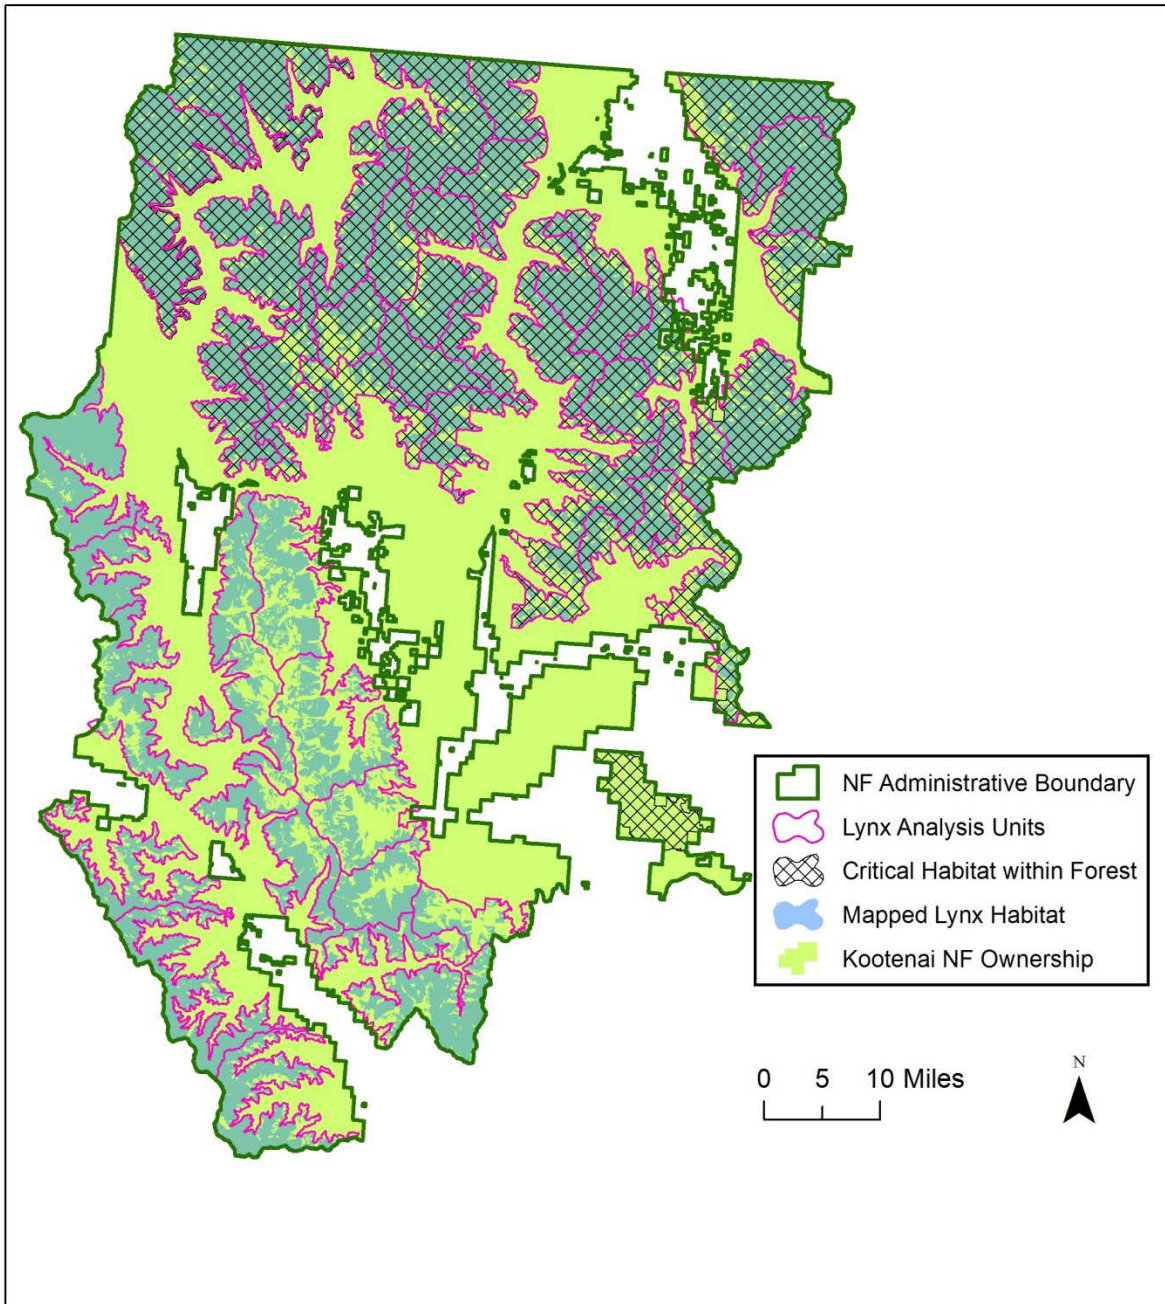 NF Administrative Boundary
Lynx Analysis Units
Critical Habitat within Forest
Mapped Lynx Habitat
Kootenai NF Ownership
0 5 10 Miles
N